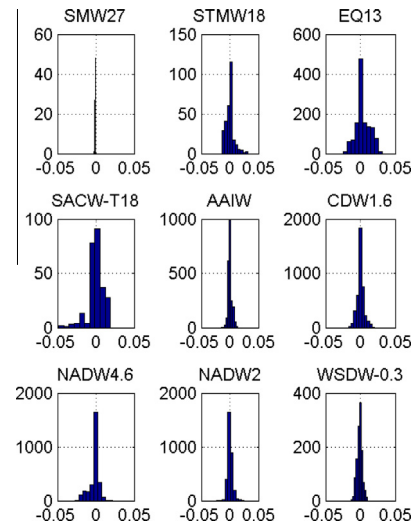 SMW27 STMW18 EQ13
60 150 600
40 100 400
20 50 200
0 0 0
-0.05 0 0.05 -0.05 0 0.05 -0.05 0 0.05
SACW-T18 AAIW CDW1.6
100 1000 2000
50 500 1000
0 0 0
-0.05 0 0.05 -0.05 0 0.05 -0.05 0 0.05
NADW4.6 NADW2 WSDW-0.3
2000 2000 400
1000 1000 200
0 0 0
-0.05 0 0.05 -0.05 0 0.05 -0.05 0 0.05